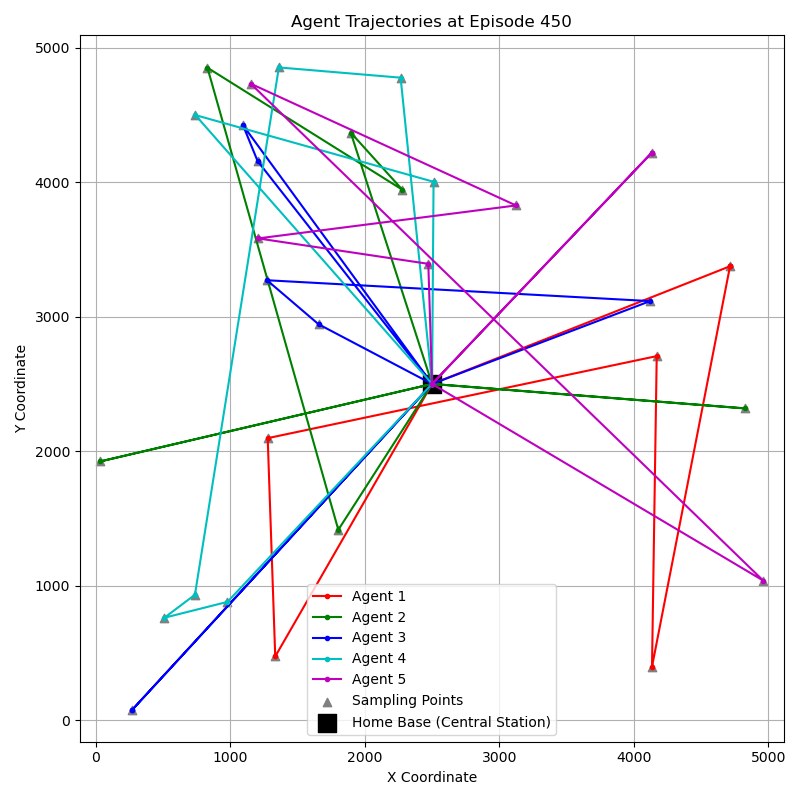 Agent Trajectories at Episode 450
Y Coordinate
5000
4000
3000
2000
1000
0
Agent 1
Agent 2
Agent 3
Agent 4
Agent 5
Sampling Points
Home Base (Central Station)
0 1000 2000 3000 4000 5000
X Coordinate